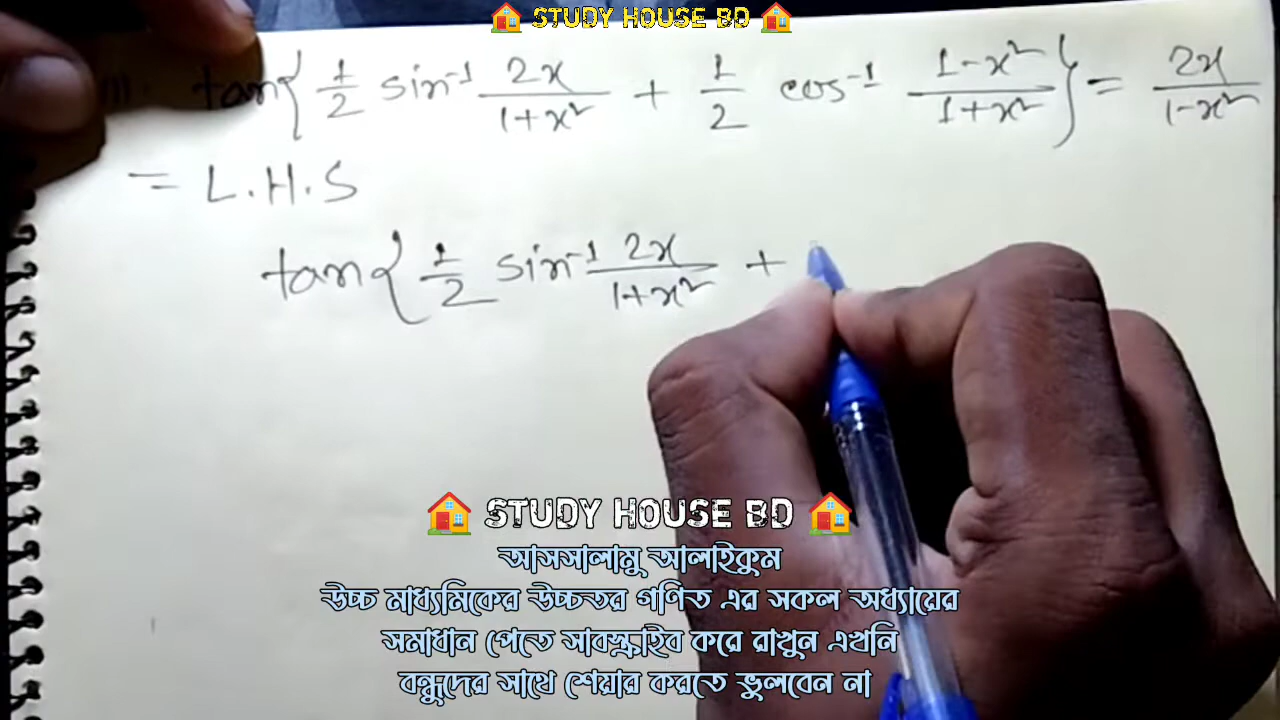 🏠 STUDY HOUSE BD 🏠
tan{ 1/2 sin⁻¹ 2x/1+x² + 1/2 cos⁻¹ 1-x²/1+x² } = 2x/1-x²
= L.H.S
tan{ 1/2 sin⁻¹ 2x/1+x² +
🏠 STUDY HOUSE BD 🏠
আসসালামু আলাইকুম
উচ্চ মাধ্যমিকের উচ্চতর গণিত এর সকল অধ্যায়ের
সমাধান পেতে সাবস্ক্রাইব করে রাখুন এখনি
বন্ধুদের সাথে শেয়ার করতে ভুলবেন না